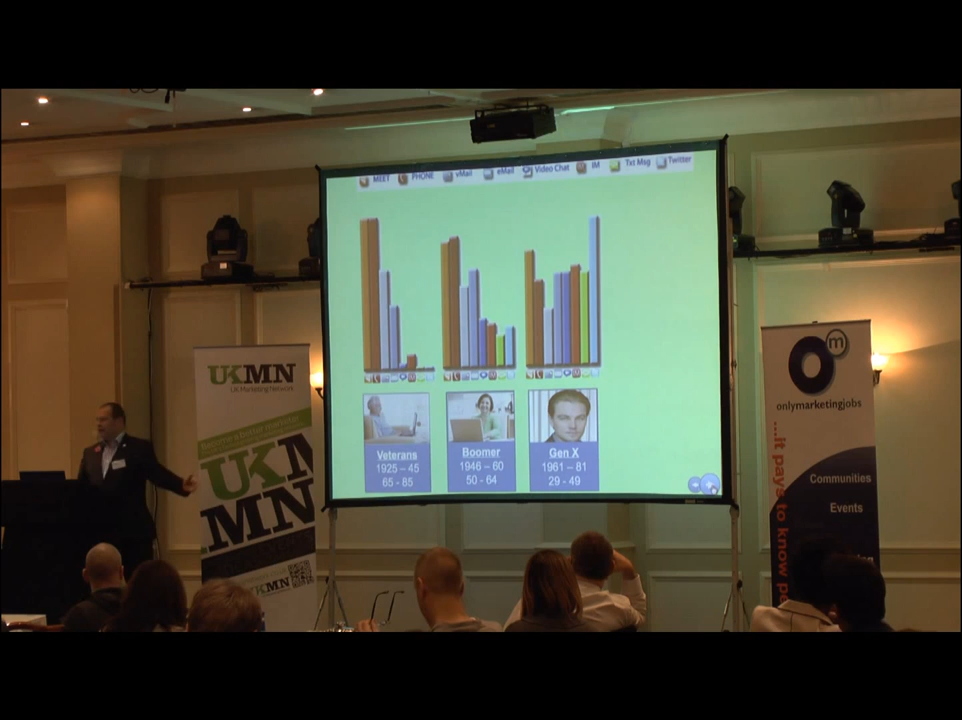 MEET PHONE vMail eMail Video Chat IM Txt Msg Twitter
Veterans
1925 – 45
65 - 85
Boomer
1946 – 60
50 - 64
Gen X
1961 – 81
29 - 49
UKMN
UK Marketing Network
UKM
MN
UKMN
Om
onlymarketingjobs
...it pays to know
Communities
Events